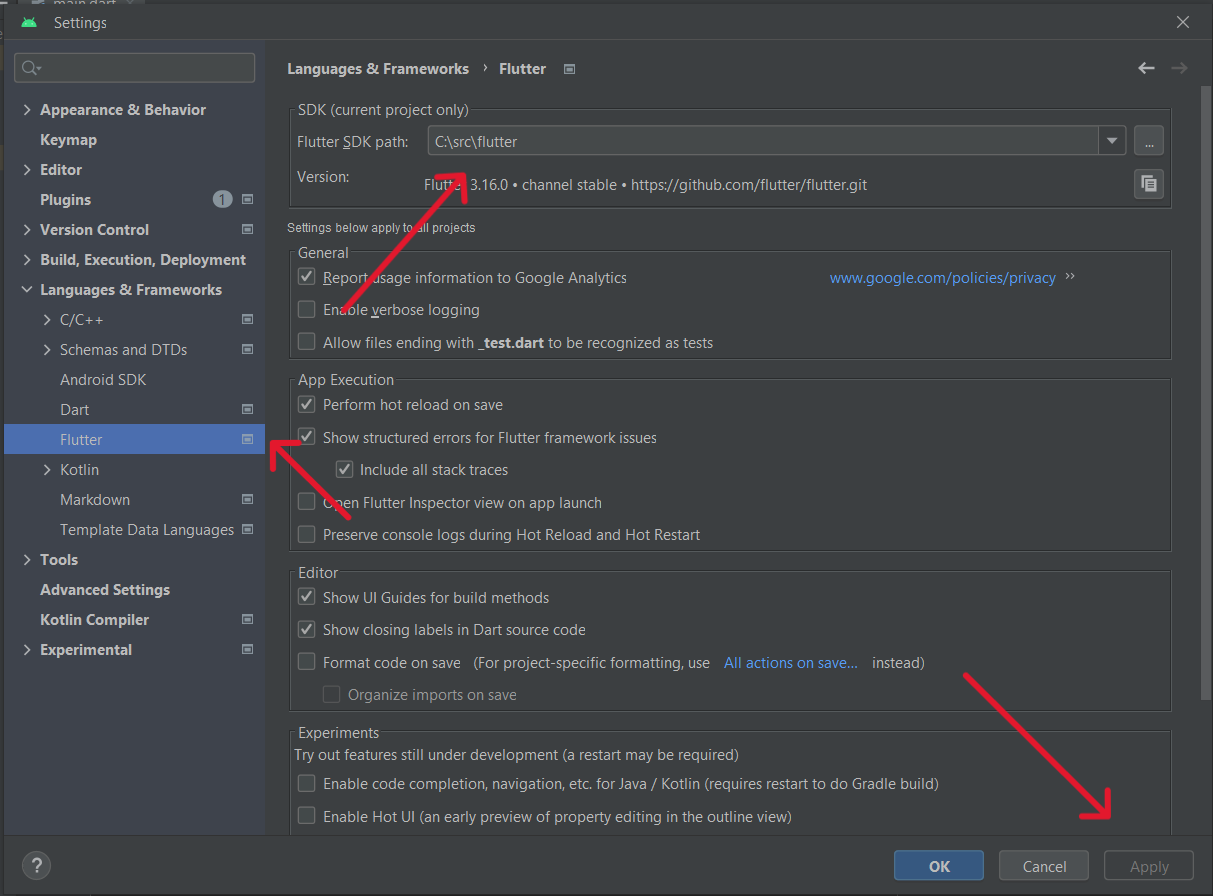 main.dart
Settings
Languages & Frameworks › Flutter
Appearance & Behavior
Keymap
Editor
Plugins 1
Version Control
Build, Execution, Deployment
Languages & Frameworks
C/C++
Schemas and DTDs
Android SDK
Dart
Flutter
Kotlin
Markdown
Template Data Languages
Tools
Advanced Settings
Kotlin Compiler
Experimental
SDK (current project only)
Flutter SDK path: C:\src\flutter ...
Version: Flutter 3.16.0 • channel stable • https://github.com/flutter/flutter.git
Settings below apply to all projects
General
Report usage information to Google Analytics www.google.com/policies/privacy ››
Enable verbose logging
Allow files ending with _test.dart to be recognized as tests
App Execution
Perform hot reload on save
Show structured errors for Flutter framework issues
Include all stack traces
Open Flutter Inspector view on app launch
Preserve console logs during Hot Reload and Hot Restart
Editor
Show UI Guides for build methods
Show closing labels in Dart source code
Format code on save (For project-specific formatting, use All actions on save... instead)
Organize imports on save
Experiments
Try out features still under development (a restart may be required)
Enable code completion, navigation, etc. for Java / Kotlin (requires restart to do Gradle build)
Enable Hot UI (an early preview of property editing in the outline view)
? OK Cancel Apply